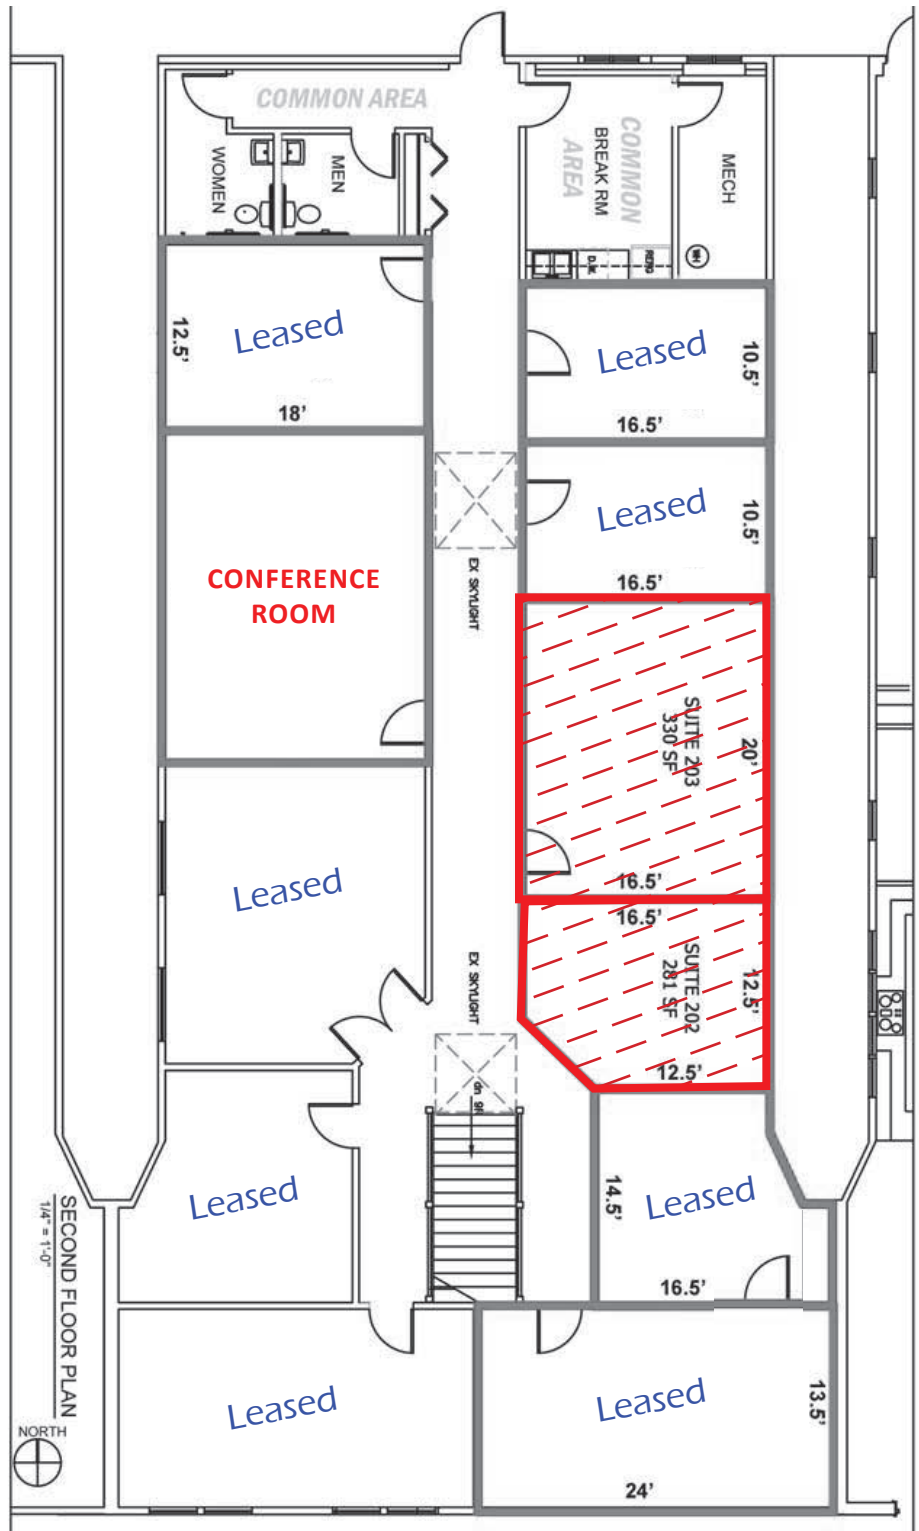 COMMON AREA
WOMEN
MEN
COMMON
AREA
BREAK RM
MECH
D.W.
REFG
WH
Leased
12.5'
18'
Leased
10.5'
16.5'
Leased
10.5'
16.5'
CONFERENCE
ROOM
EX SKYLIGHT
SUITE 203
330 SF
20'
16.5'
Leased
EX SKYLIGHT
16.5'
SUITE 202
281 SF
12.5'
12.5'
Leased
14.5'
Leased
16.5'
SECOND FLOOR PLAN
1/4" = 1'-0"
NORTH
Leased
Leased
13.5'
24'